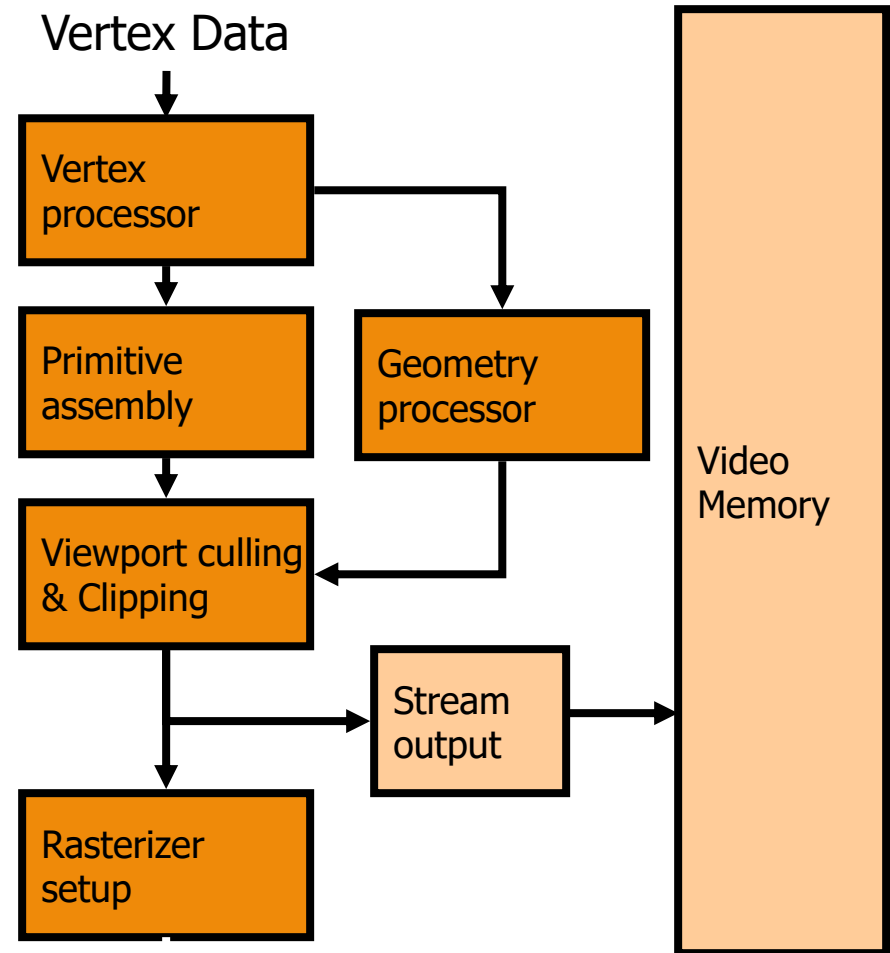 Vertex Data
Vertex
processor
Primitive
assembly
Geometry
processor
Video
Memory
Viewport culling
& Clipping
Stream
output
Rasterizer
setup